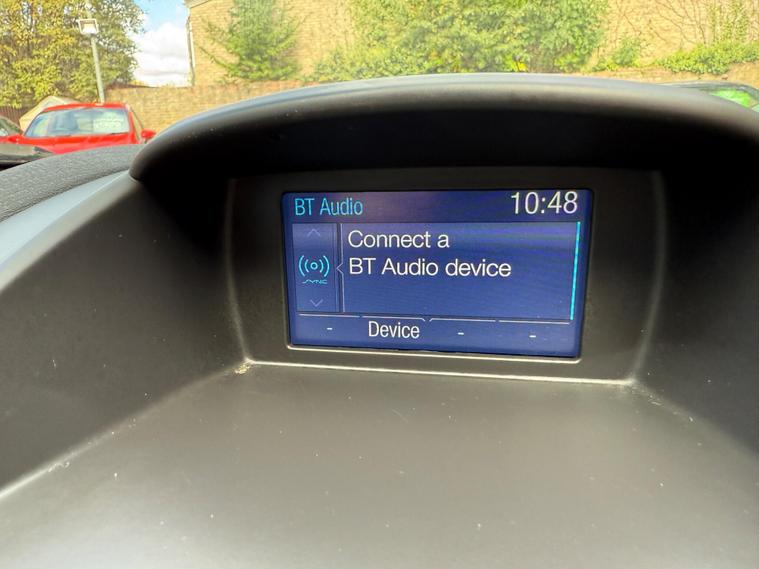 BT Audio 10:48
Connect a
BT Audio device
SYNC
- Device - -